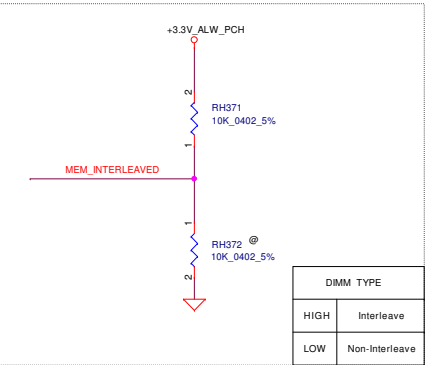 +3.3V_ALW_PCH
2
RH371
10K_0402_5%
1
MEM_INTERLEAVED
1
RH372 @
10K_0402_5%
2
DIMM TYPE
HIGH Interleave
LOW Non-Interleave